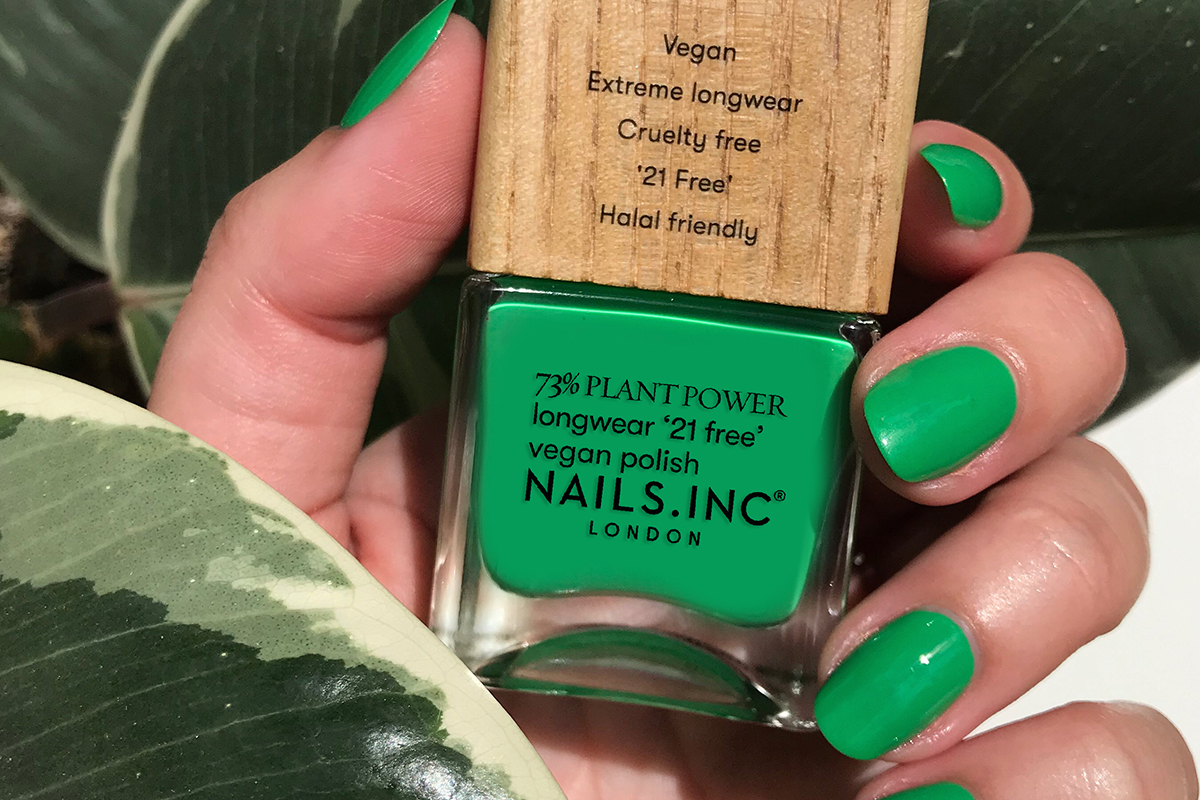 Vegan
Extreme longwear
Cruelty free
‘21 Free’
Halal friendly
73% PLANT POWER
longwear ‘21 free’
vegan polish
NAILS.INC®
LONDON